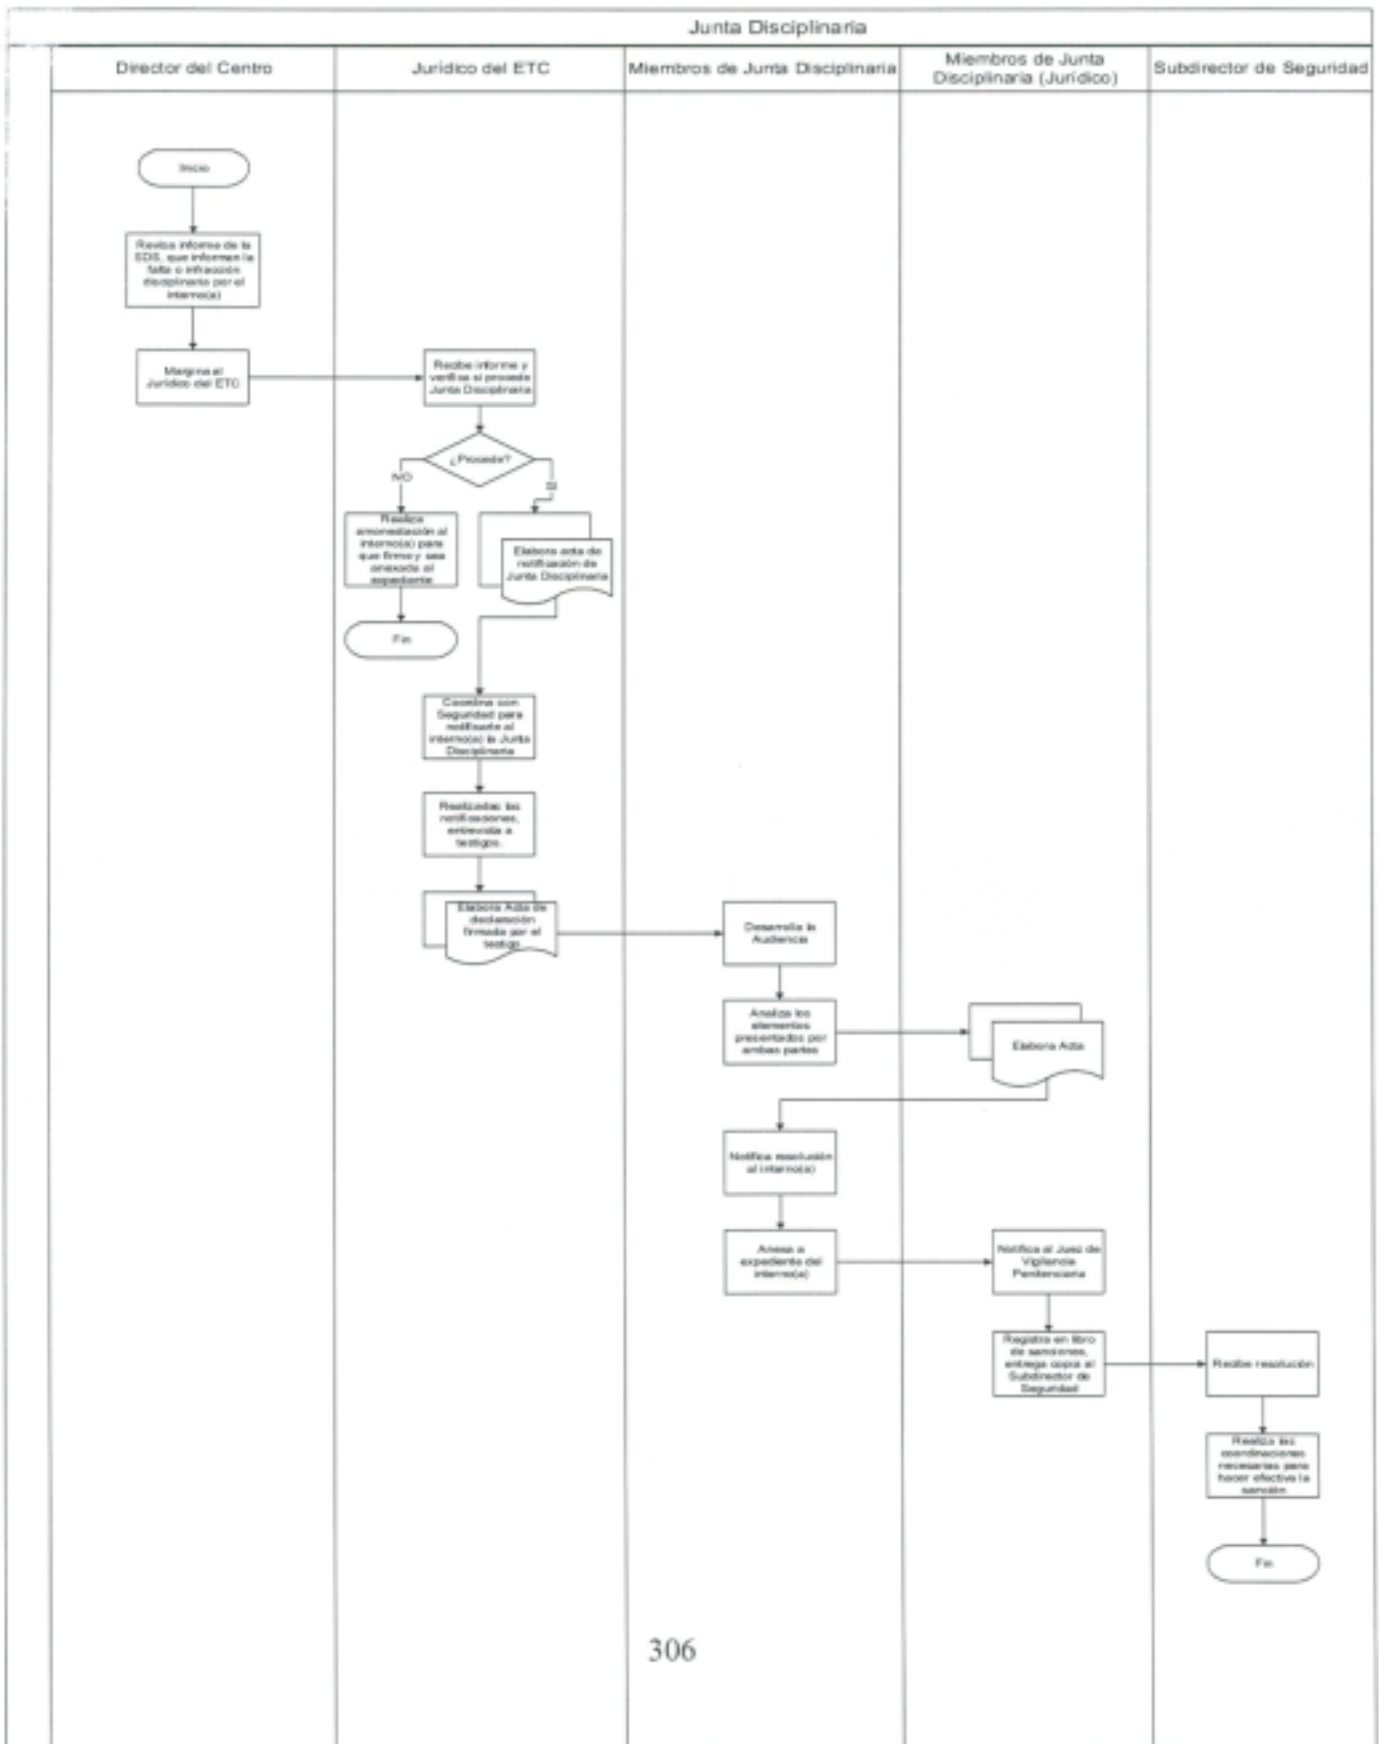 Junta Disciplinaria
Director del Centro
Jurídico del ETC
Miembros de Junta Disciplinaria
Miembros de Junta
Disciplinaria (Jurídico)
Subdirector de Seguridad
Inicio
Revisa informe de la
SDS, que informan la
falta o infracción
disciplinaria por el
interno(a)
Margina al
Jurídico del ETC
Recibe informe y
verifica si procede
Junta Disciplinaria
¿Procede?
NO
SI
Realiza
amonestación al
interno(a) para
que firme y sea
anexada al
expediente
Elabora acta de
notificación de
Junta Disciplinaria
Fin
Coordina con
Seguridad para
notificarle al
interno(a) la Junta
Disciplinaria
Realizadas las
notificaciones,
entrevista a
testigos.
Elabora Acta de
declaración
firmada por el
testigo
Desarrolla la
Audiencia
Analiza los
elementos
presentados por
ambas partes
Elabora Acta
Notifica resolución
al interno(a)
Anexa a
expediente del
interno(a)
Notifica al Juez de
Vigilancia
Penitenciaria
Registra en libro
de sanciones,
entrega copia al
Subdirector de
Seguridad
Recibe resolución
Realiza las
coordinaciones
necesarias para
hacer efectiva la
sanción
Fin
306